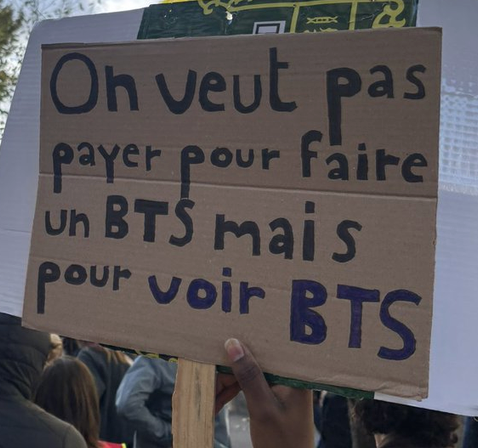 On veut pas
payer pour faire
un BTS mais
pour voir BTS